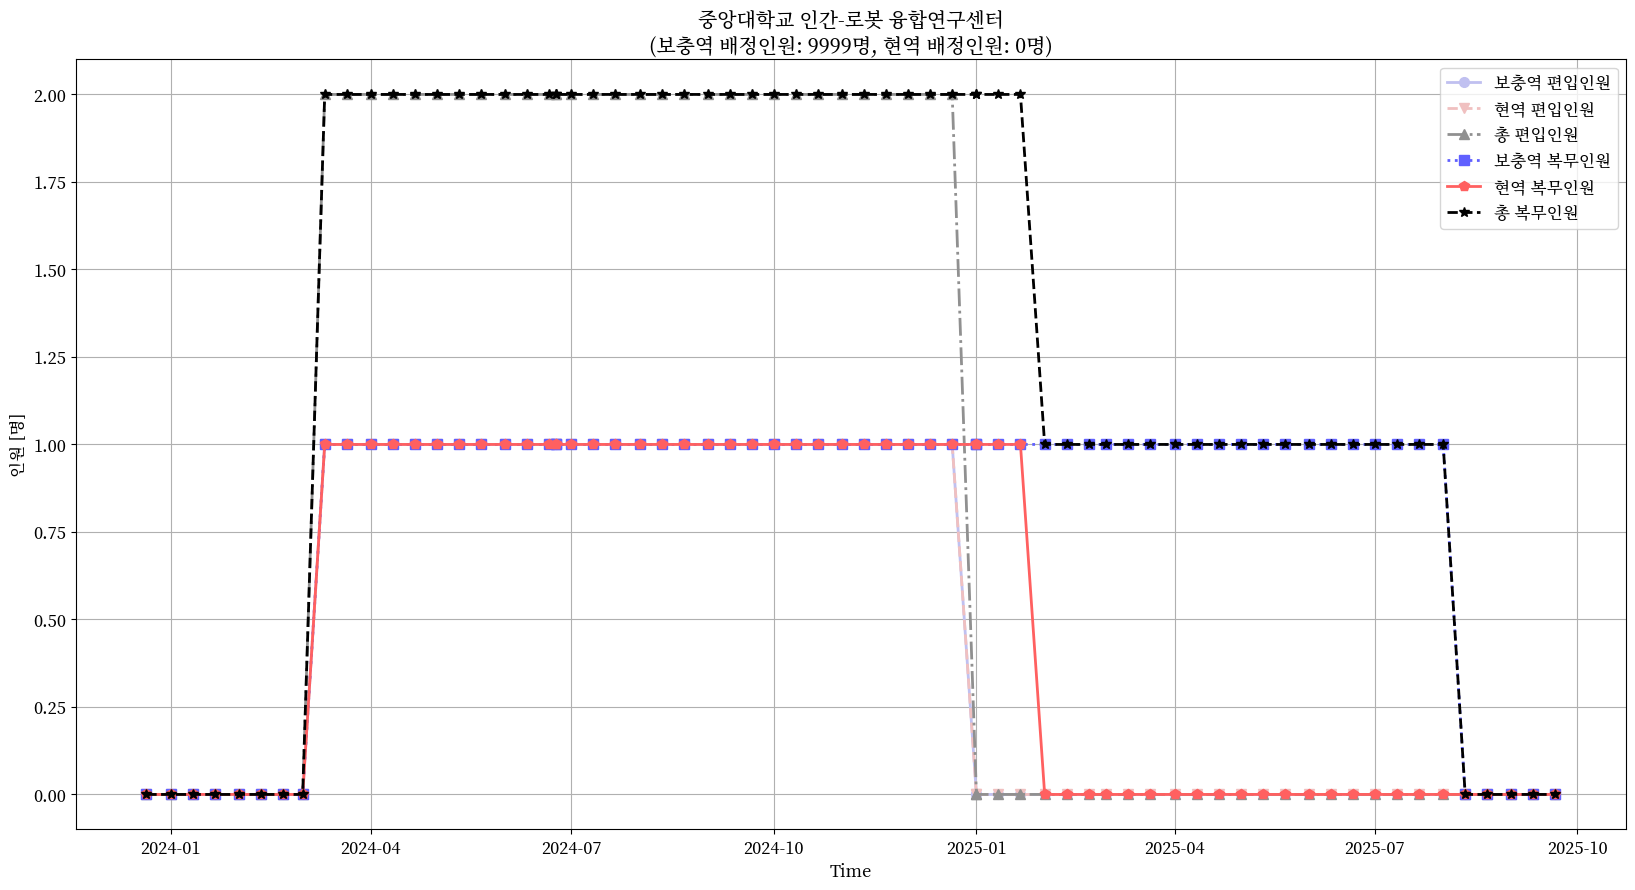 중앙대학교 인간-로봇 융합연구센터
(보충역 배정인원: 9999명, 현역 배정인원: 0명)
보충역 편입인원
현역 편입인원
총 편입인원
보충역 복무인원
현역 복무인원
총 복무인원
인원 [명]
2.00
1.75
1.50
1.25
1.00
0.75
0.50
0.25
0.00
2024-01
2024-04
2024-07
2024-10
2025-01
2025-04
2025-07
2025-10
Time